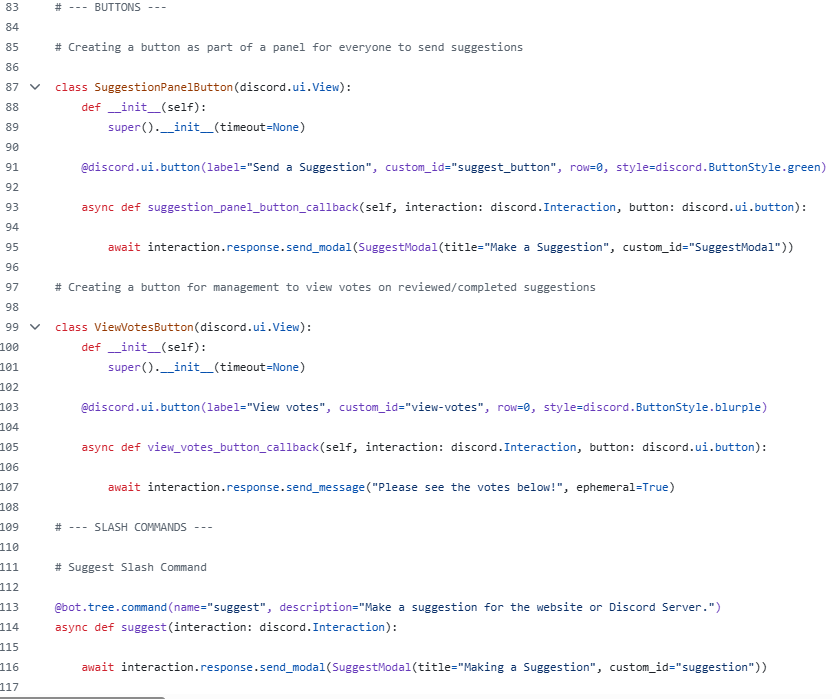 83 # --- BUTTONS ---
84
85 # Creating a button as part of a panel for everyone to send suggestions
86
87 class SuggestionPanelButton(discord.ui.View):
88     def __init__(self):
89         super().__init__(timeout=None)
90
91     @discord.ui.button(label="Send a Suggestion", custom_id="suggest_button", row=0, style=discord.ButtonStyle.green)
92
93     async def suggestion_panel_button_callback(self, interaction: discord.Interaction, button: discord.ui.button):
94
95         await interaction.response.send_modal(SuggestModal(title="Make a Suggestion", custom_id="SuggestModal"))
96
97 # Creating a button for management to view votes on reviewed/completed suggestions
98
99 class ViewVotesButton(discord.ui.View):
100     def __init__(self):
101         super().__init__(timeout=None)
102
103     @discord.ui.button(label="View votes", custom_id="view-votes", row=0, style=discord.ButtonStyle.blurple)
104
105     async def view_votes_button_callback(self, interaction: discord.Interaction, button: discord.ui.button):
106
107         await interaction.response.send_message("Please see the votes below!", ephemeral=True)
108
109 # --- SLASH COMMANDS ---
110
111 # Suggest Slash Command
112
113 @bot.tree.command(name="suggest", description="Make a suggestion for the website or Discord Server.")
114 async def suggest(interaction: discord.Interaction):
115
116     await interaction.response.send_modal(SuggestModal(title="Making a Suggestion", custom_id="suggestion"))
117